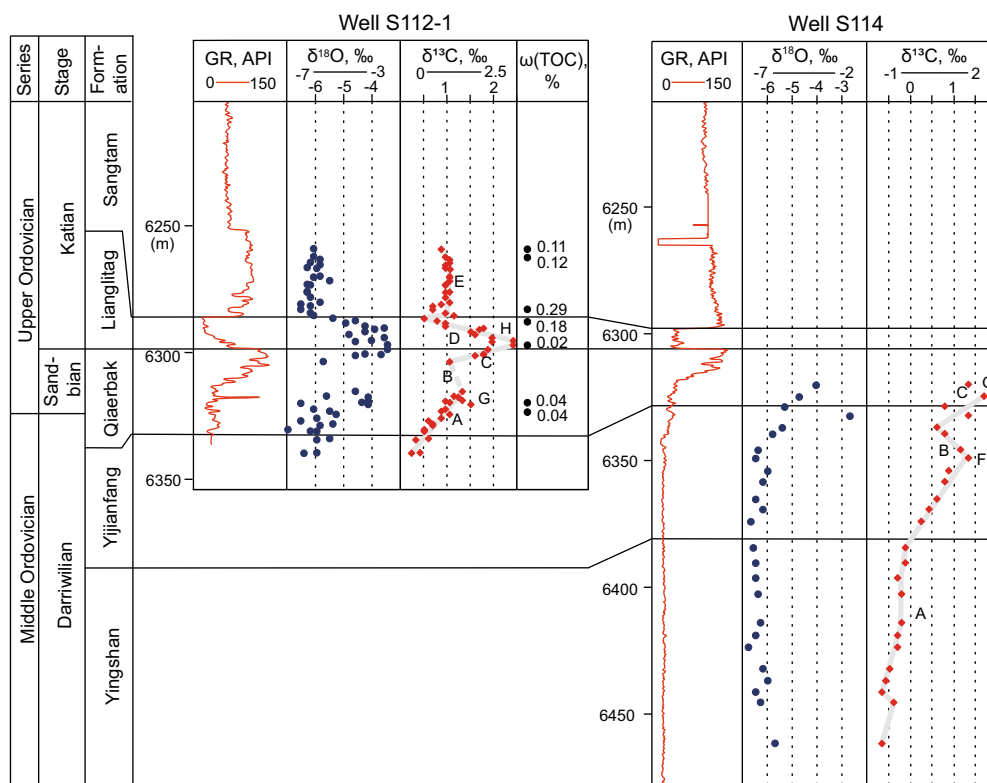 Well S112-1
Well S114
Series
Stage
Form-
ation
GR, API
0 150
δ18O, ‰
-7 -3
-6 -5 -4
δ13C, ‰
0 2.5
1 2
ω(TOC),
%
GR, API
0 150
δ18O, ‰
-7 -2
-6 -5 -4 -3
δ13C, ‰
-1 2
0 1
Upper Ordovician
Middle Ordovician
Katian
Sand-
bian
Darriwilian
Sangtam
Lianglitag
Qiaerbak
Yijianfang
Yingshan
6250
(m)
6300
6350
E
H
D
C
B
G
A
0.11
0.12
0.29
0.18
0.02
0.04
0.04
6250
(m)
6300
6350
6400
6450
C
B
F
A